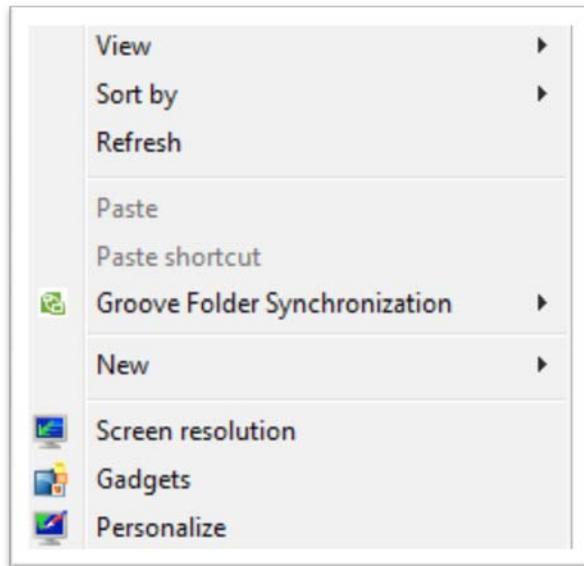 View
Sort by
Refresh
Paste
Paste shortcut
Groove Folder Synchronization
New
Screen resolution
Gadgets
Personalize